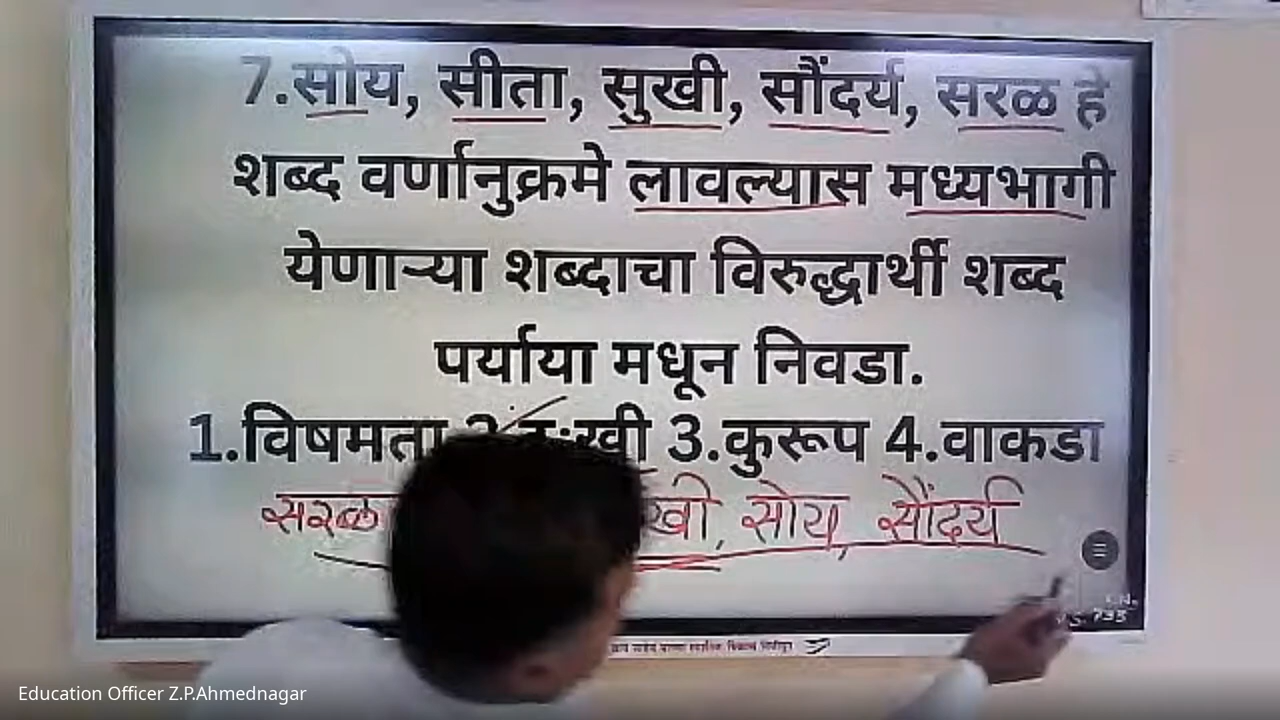 7.सोय, सीता, सुखी, सौंदर्य, सरळ हे
शब्द वर्णानुक्रमे लावल्यास मध्यभागी
येणाऱ्या शब्दाचा विरुद्धार्थी शब्द
पर्याया मधून निवडा.
1.विषमता 3.कुरूप 4.वाकडा
सरळ सोय, सौंदर्य
Education Officer Z.P.Ahmednagar